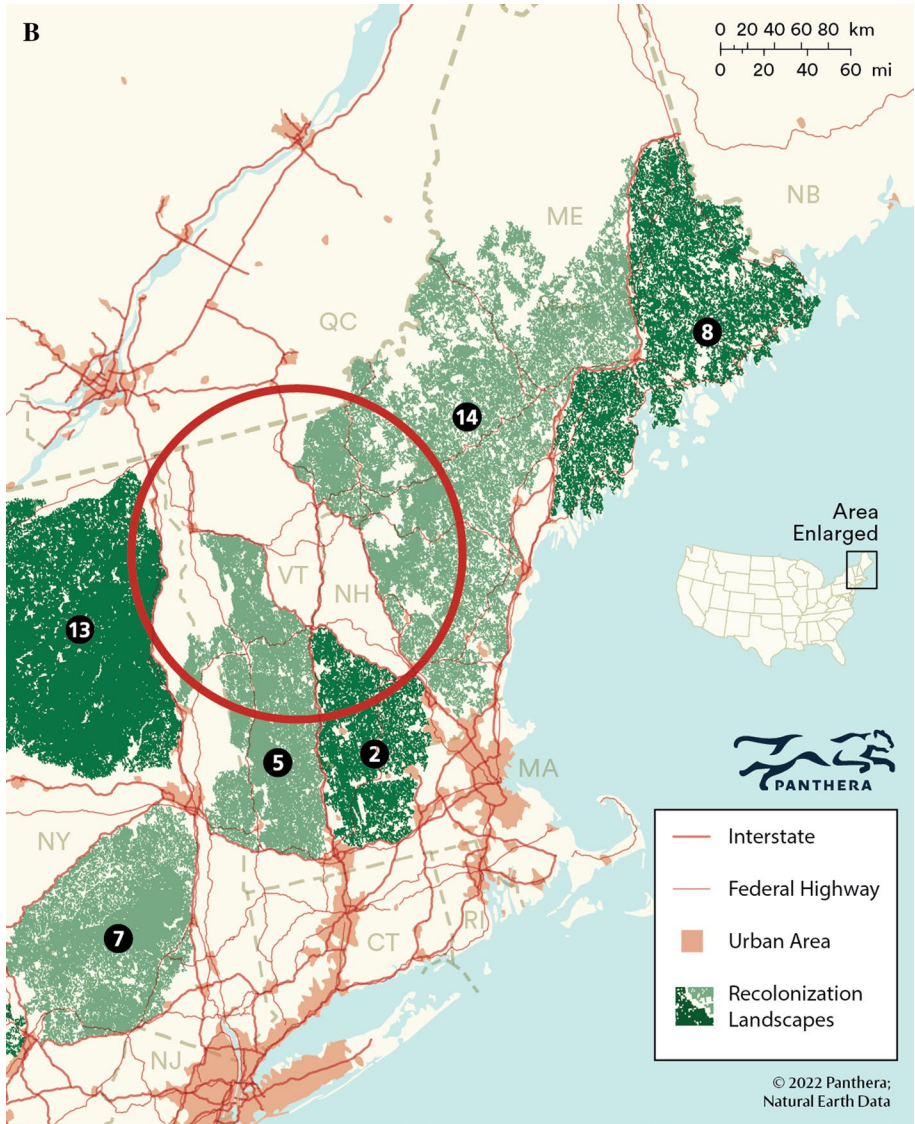 B
0 20 40 60 80 km
0 20 40 60 mi
NB
ME
QC
8
14
Area
Enlarged
VT
NH
13
2
5
MA
PANTHERA
NY
7
CT
RI
NJ
Interstate
Federal Highway
Urban Area
Recolonization
Landscapes
© 2022 Panthera;
Natural Earth Data